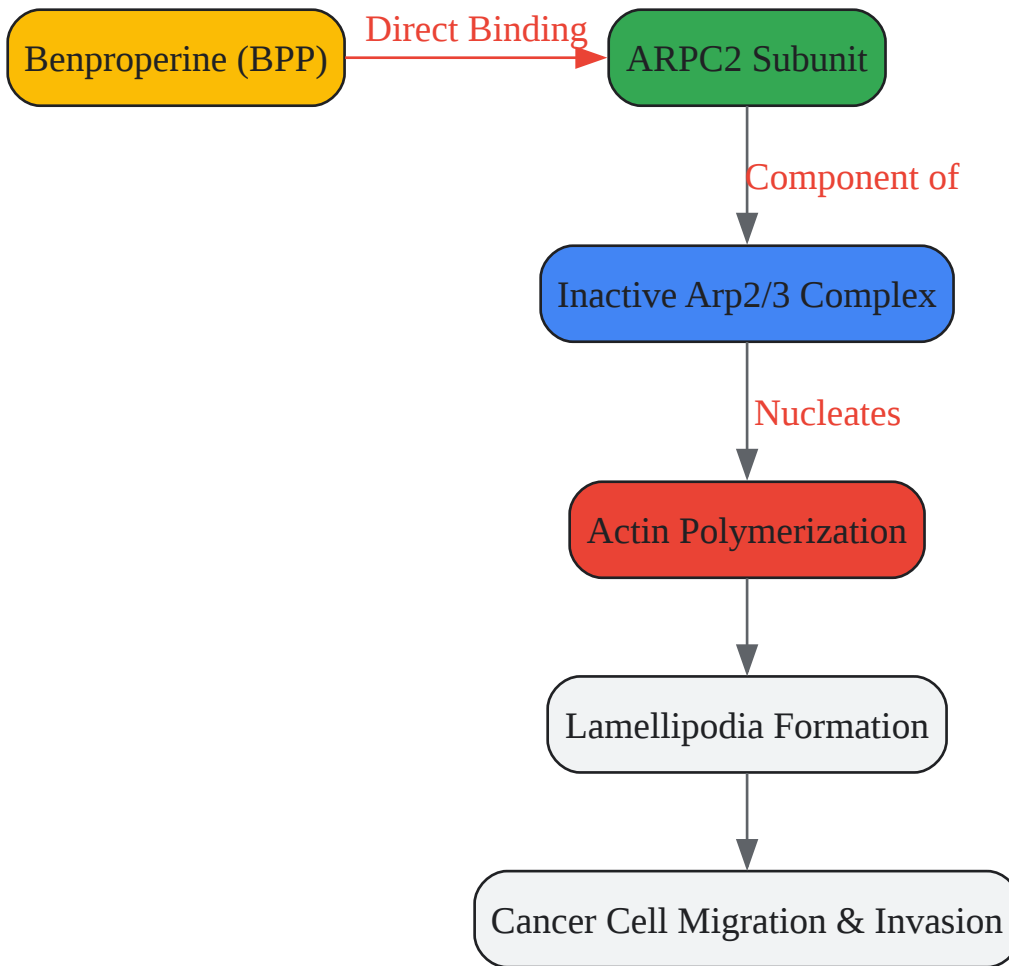 Benproperine (BPP)
Direct Binding
ARPC2 Subunit
Component of
Inactive Arp2/3 Complex
Nucleates
Actin Polymerization
Lamellipodia Formation
Cancer Cell Migration & Invasion